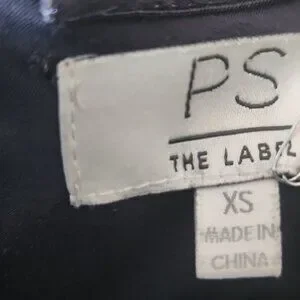 PS
THE LABEL
XS
MADE IN
CHINA